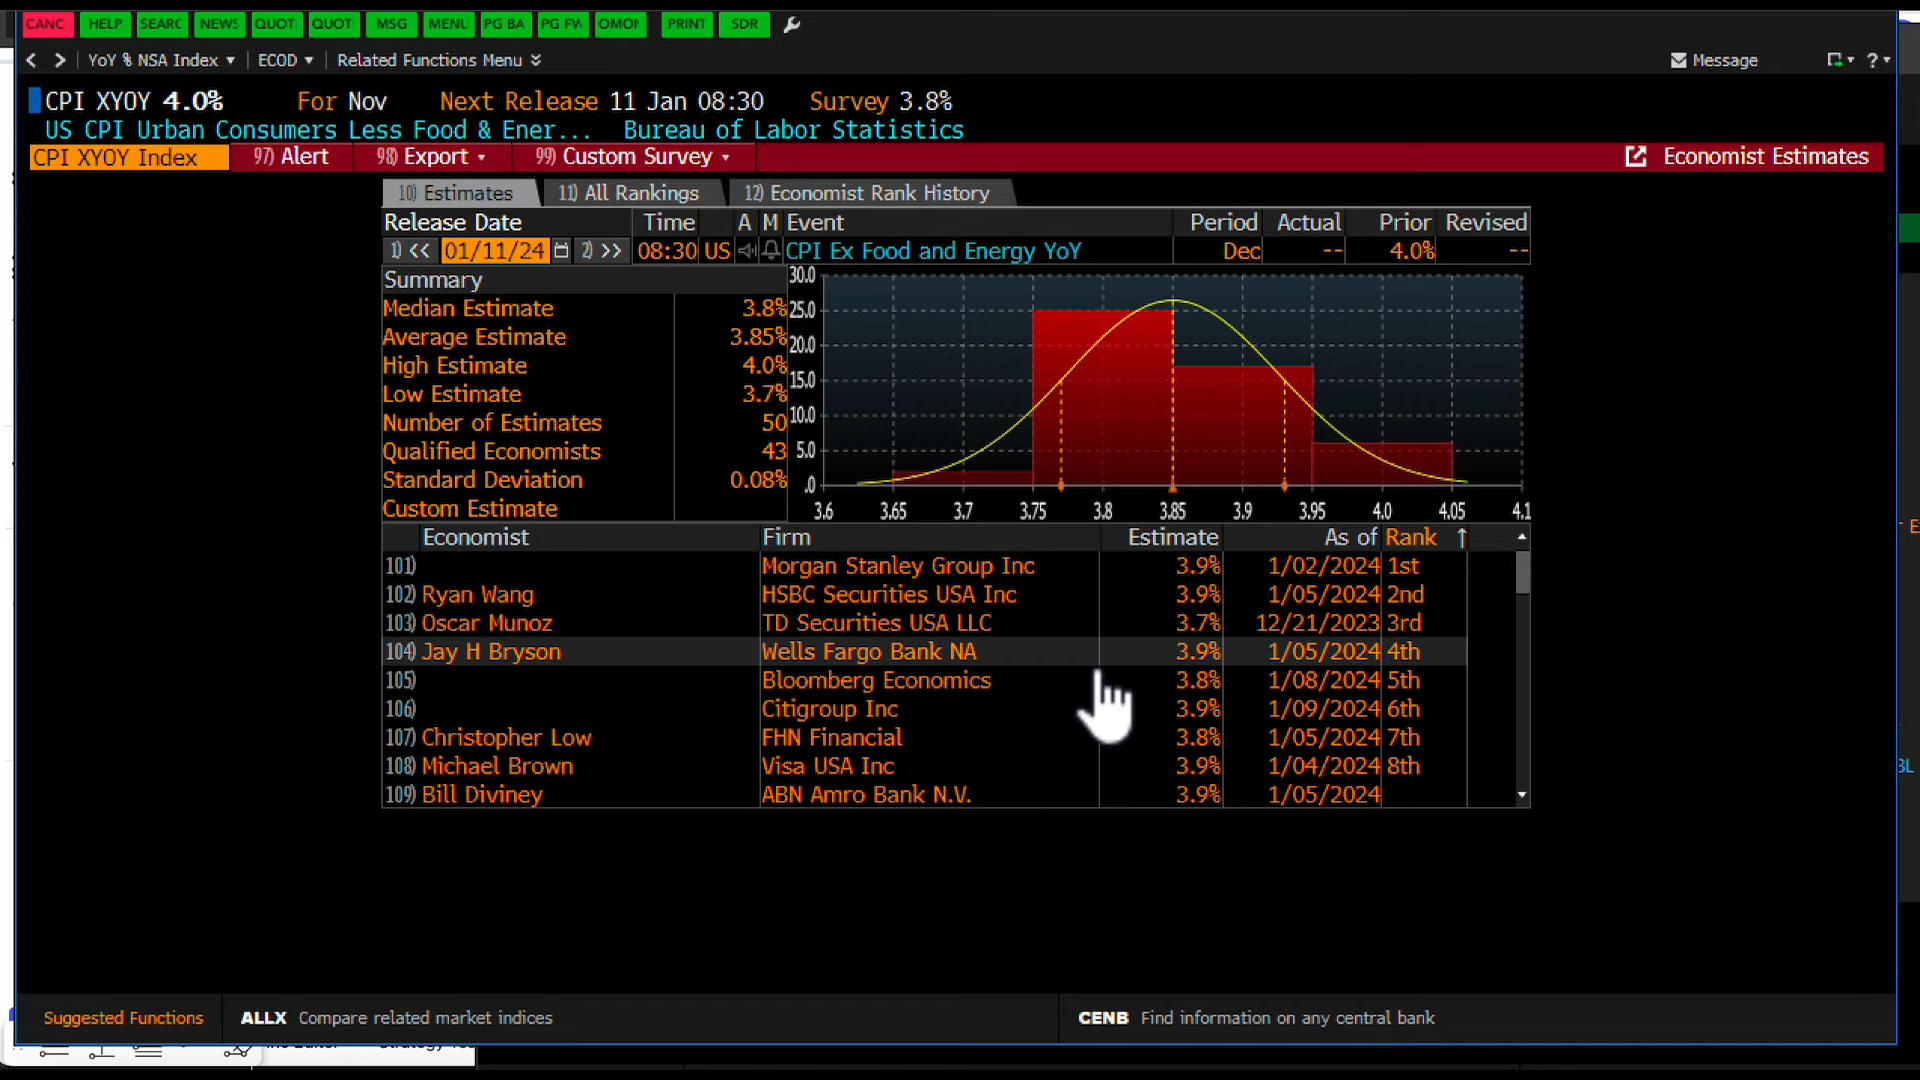 CANC HELP SEARC NEWS QUOT QUOT MSG MENU PG BA PG FW OMON PRINT SDR
YoY % NSA Index ECOD Related Functions Menu Message ?
CPI XYOY 4.0% For Nov Next Release 11 Jan 08:30 Survey 3.8%
US CPI Urban Consumers Less Food & Ener... Bureau of Labor Statistics
CPI XYOY Index 97) Alert 98) Export 99) Custom Survey Economist Estimates
10) Estimates 11) All Rankings 12) Economist Rank History
Release Date Time A M Event Period Actual Prior Revised
1) << 01/11/24 2) >> 08:30 US CPI Ex Food and Energy YoY Dec -- 4.0% --
Summary
Median Estimate 3.8%
Average Estimate 3.85%
High Estimate 4.0%
Low Estimate 3.7%
Number of Estimates 50
Qualified Economists 43
Standard Deviation 0.08%
Custom Estimate
30.0
25.0
20.0
15.0
10.0
5.0
.0
3.6 3.65 3.7 3.75 3.8 3.85 3.9 3.95 4.0 4.05 4.1
Economist Firm Estimate As of Rank ↑
101) Morgan Stanley Group Inc 3.9% 1/02/2024 1st
102) Ryan Wang HSBC Securities USA Inc 3.9% 1/05/2024 2nd
103) Oscar Munoz TD Securities USA LLC 3.7% 12/21/2023 3rd
104) Jay H Bryson Wells Fargo Bank NA 3.9% 1/05/2024 4th
105) Bloomberg Economics 3.8% 1/08/2024 5th
106) Citigroup Inc 3.9% 1/09/2024 6th
107) Christopher Low FHN Financial 3.8% 1/05/2024 7th
108) Michael Brown Visa USA Inc 3.9% 1/04/2024 8th
109) Bill Diviney ABN Amro Bank N.V. 3.9% 1/05/2024
Suggested Functions ALLX Compare related market indices CENB Find information on any central bank